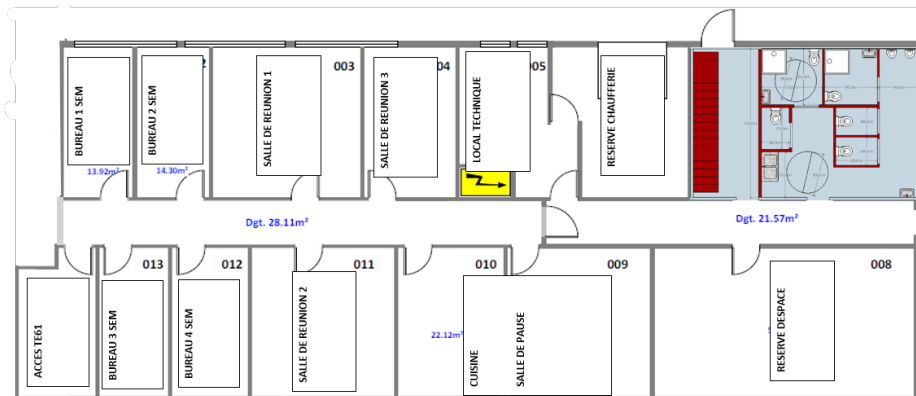 BUREAU 1 SEM
13.92m²
BUREAU 2 SEM
14.30m²
SALLE DE REUNION 1
003
SALLE DE REUNION 3
04
LOCAL TECHNIQUE
005
RESERVE CHAUFFERIE
Dgt. 28.11m²
Dgt. 21.57m²
ACCES TE61
013
BUREAU 3 SEM
012
BUREAU 4 SEM
011
SALLE DE REUNION 2
010
22.12m²
CUISINE
SALLE DE PAUSE
009
008
RESERVE DESPACE